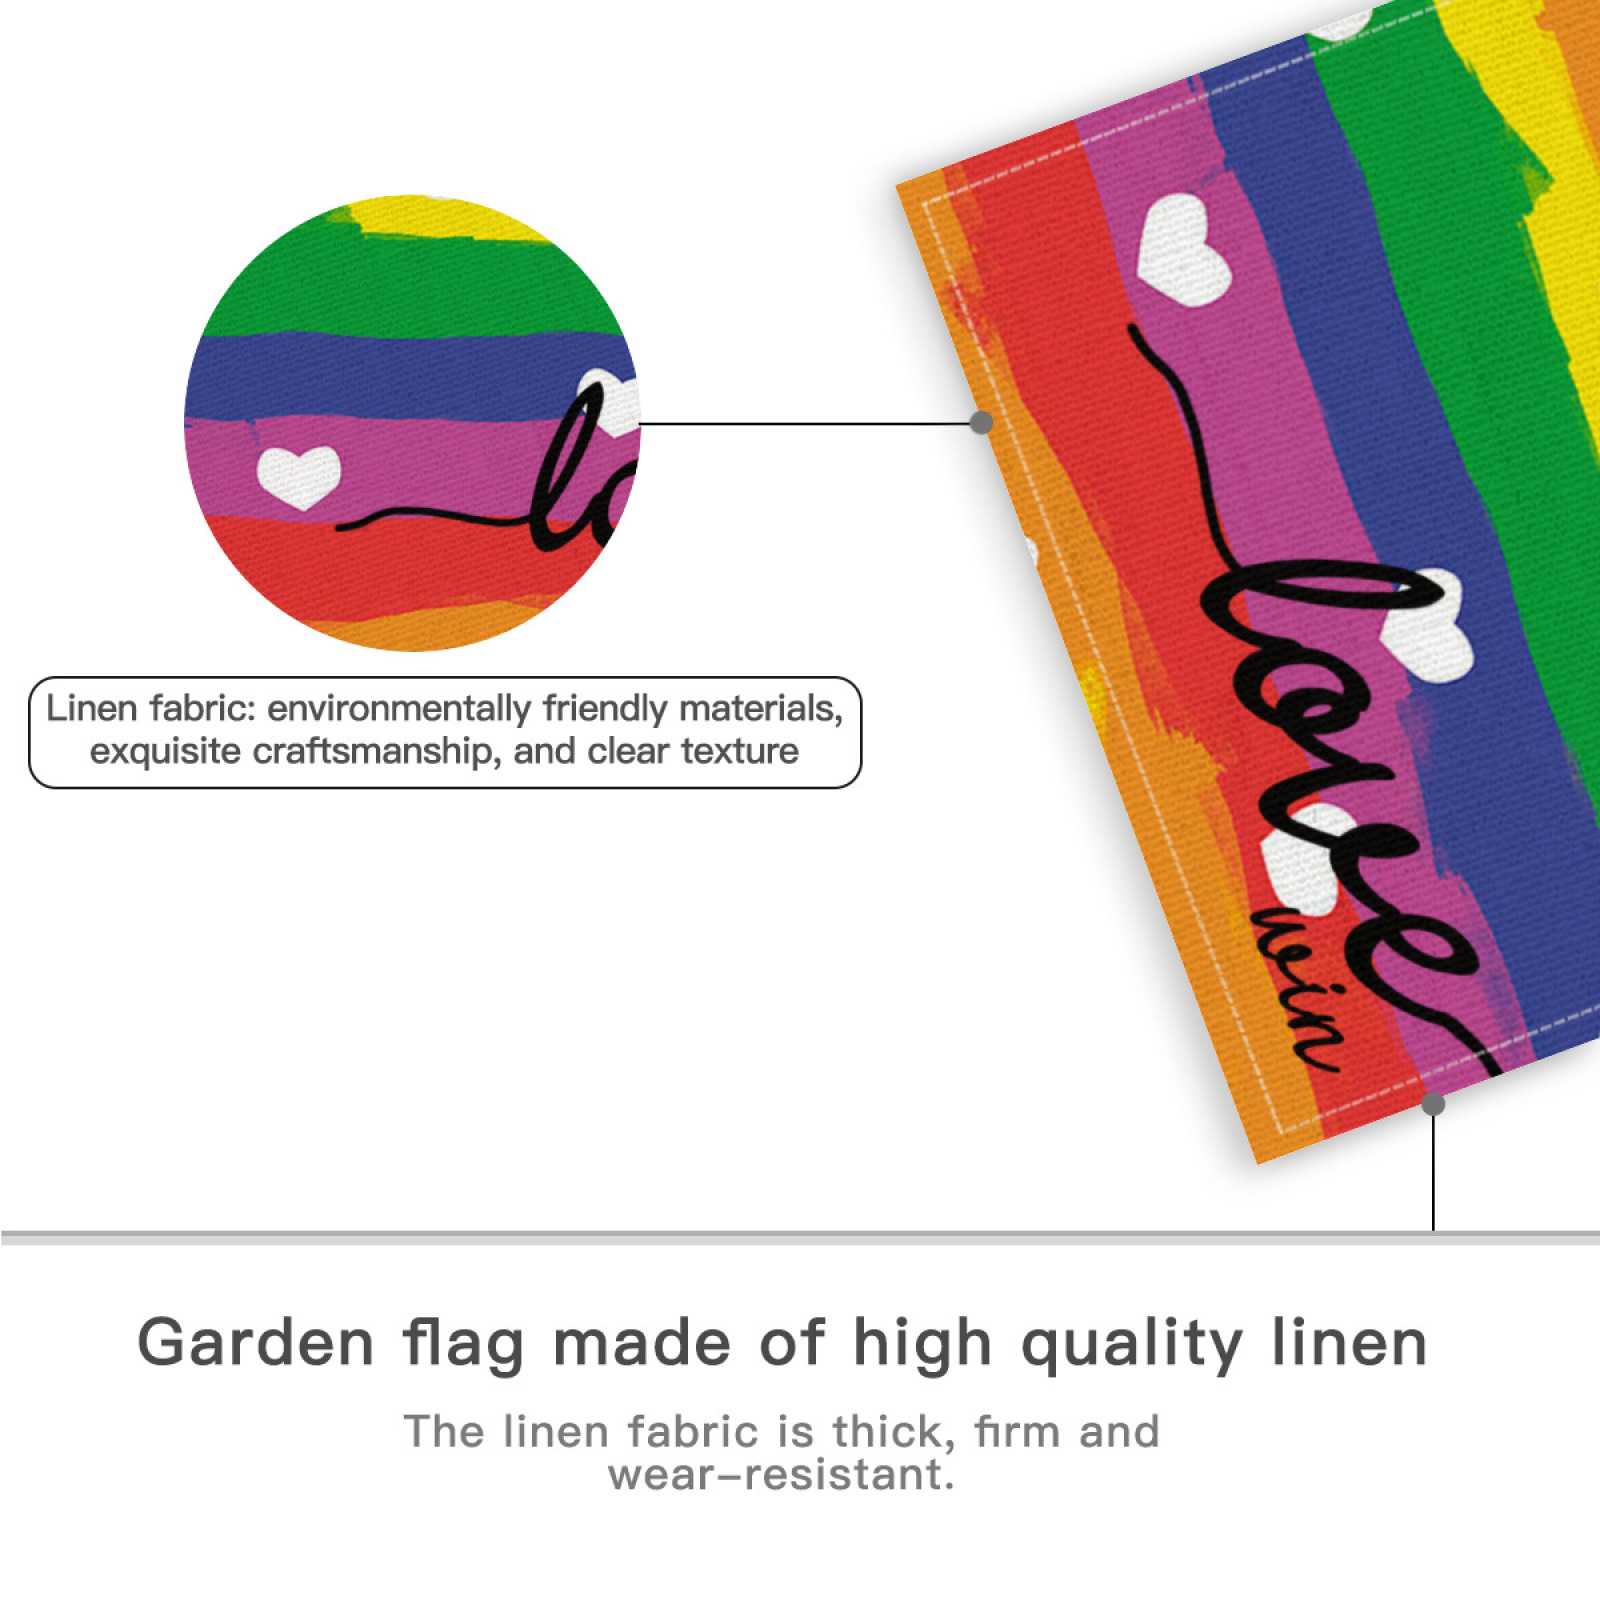 lo
love
win
Linen fabric: environmentally friendly materials,
exquisite craftsmanship, and clear texture
Garden flag made of high quality linen
The linen fabric is thick, firm and
wear-resistant.